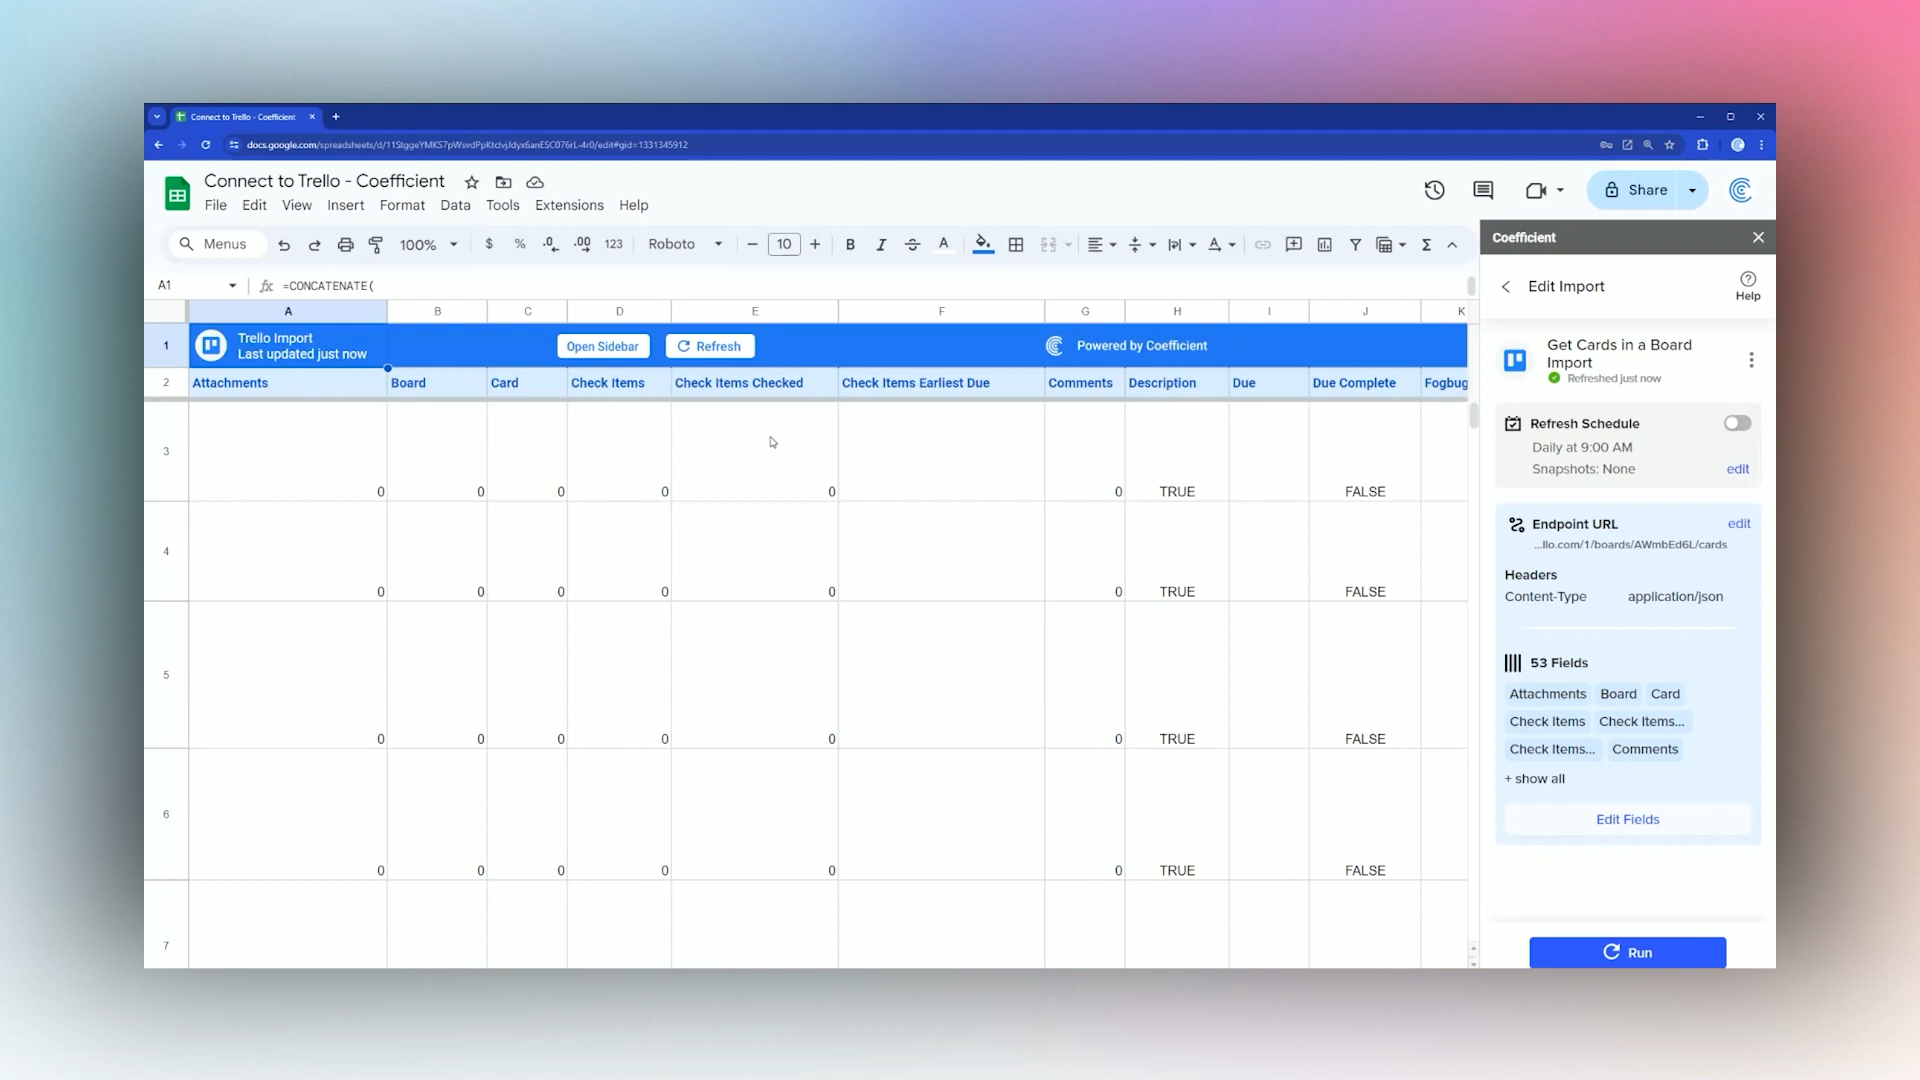 Connect to Trello - Coefficient
docs.google.com/spreadsheets/d/11StggeYMKS7pWsvdPpKtclvjJdyx6anESC076rL-4r0/edit#gid=1331345912
Connect to Trello - Coefficient
File Edit View Insert Format Data Tools Extensions Help
Share
Menus 100% $ % .0 .00 123 Roboto 10 B I A Σ
A1 fx =CONCATENATE(
A B C D E F G H I J K
1 Trello Import
Last updated just now
Open Sidebar Refresh Powered by Coefficient
2 Attachments Board Card Check Items Check Items Checked Check Items Earliest Due Comments Description Due Due Complete Fogbug
3 0 0 0 0 0 0 TRUE FALSE
4 0 0 0 0 0 0 TRUE FALSE
5 0 0 0 0 0 0 TRUE FALSE
6 0 0 0 0 0 0 TRUE FALSE
7
Coefficient
Edit Import
Help
Get Cards in a Board
Import
Refreshed just now
Refresh Schedule
Daily at 9:00 AM
Snapshots: None edit
Endpoint URL edit
...llo.com/1/boards/AWmbEd6L/cards
Headers
Content-Type application/json
53 Fields
Attachments Board Card
Check Items Check Items...
Check Items... Comments
+ show all
Edit Fields
Run